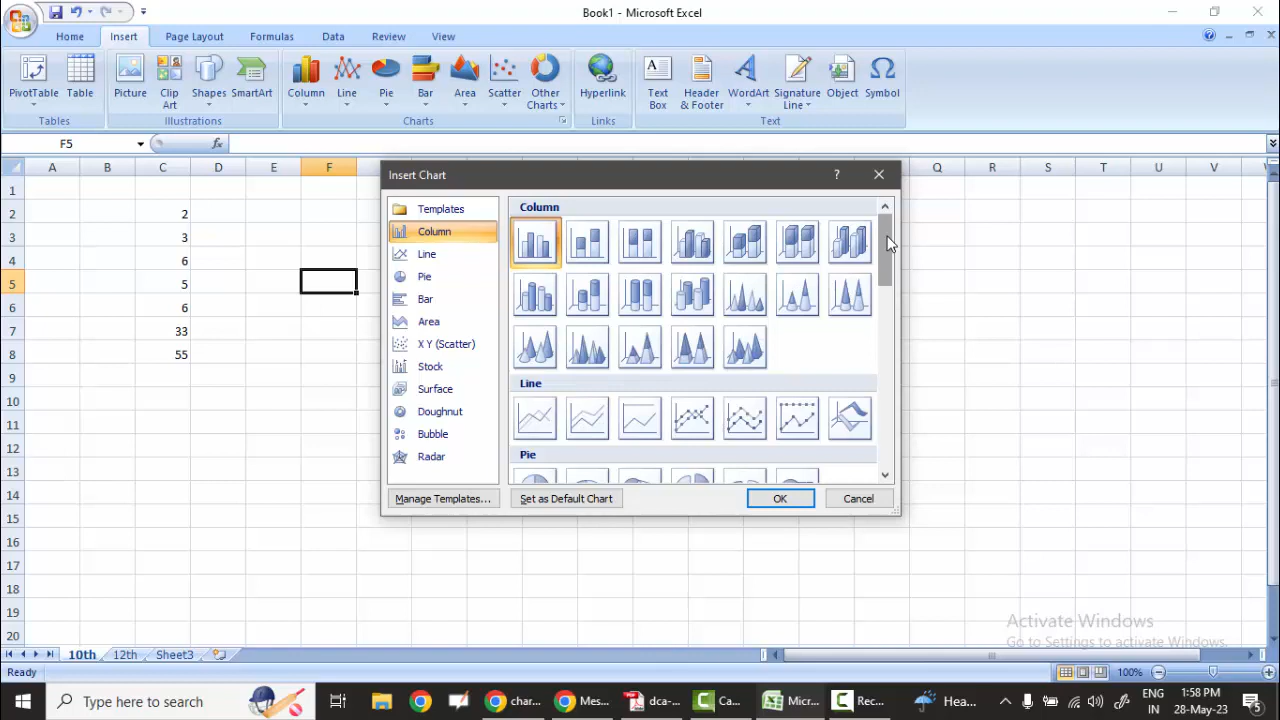 Book1 - Microsoft Excel
Home Insert Page Layout Formulas Data Review View
PivotTable Table Picture Clip Art Shapes SmartArt Column Line Pie Bar Area Scatter Other Charts Hyperlink Text Box Header & Footer WordArt Signature Line Object Symbol
Tables Illustrations Charts Links Text
F5 fx
A B C D E F Q R S T U V
1
2 2
3 3
4 6
5 5
6 6
7 33
8 55
9
10
11
12
13
14
15
16
17
18
19
20
Insert Chart ?
Templates
Column
Line
Pie
Bar
Area
X Y (Scatter)
Stock
Surface
Doughnut
Bubble
Radar
Column
Line
Pie
Manage Templates... Set as Default Chart OK Cancel
Activate Windows
Go to Settings to activate Windows.
10th 12th Sheet3
Ready 100%
Type here to search char... Mes... dca-... Ca... Micr... Rec... Hea... ENG IN 1:58 PM 28-May-23 5